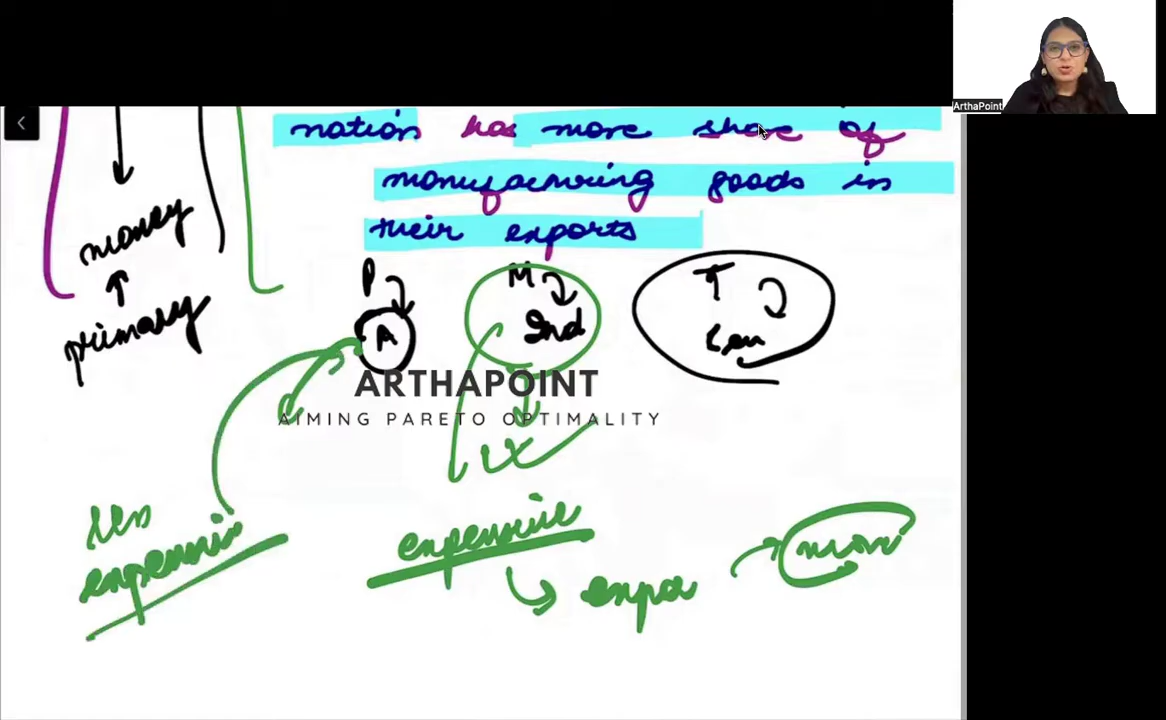 ArthaPoint
nation has more share of
manufacturing goods in
their exports
money
primary
P
A
M
Ind
T
ARTHAPOINT
AIMING PARETO OPTIMALITY
less
expensive
expensive
expo